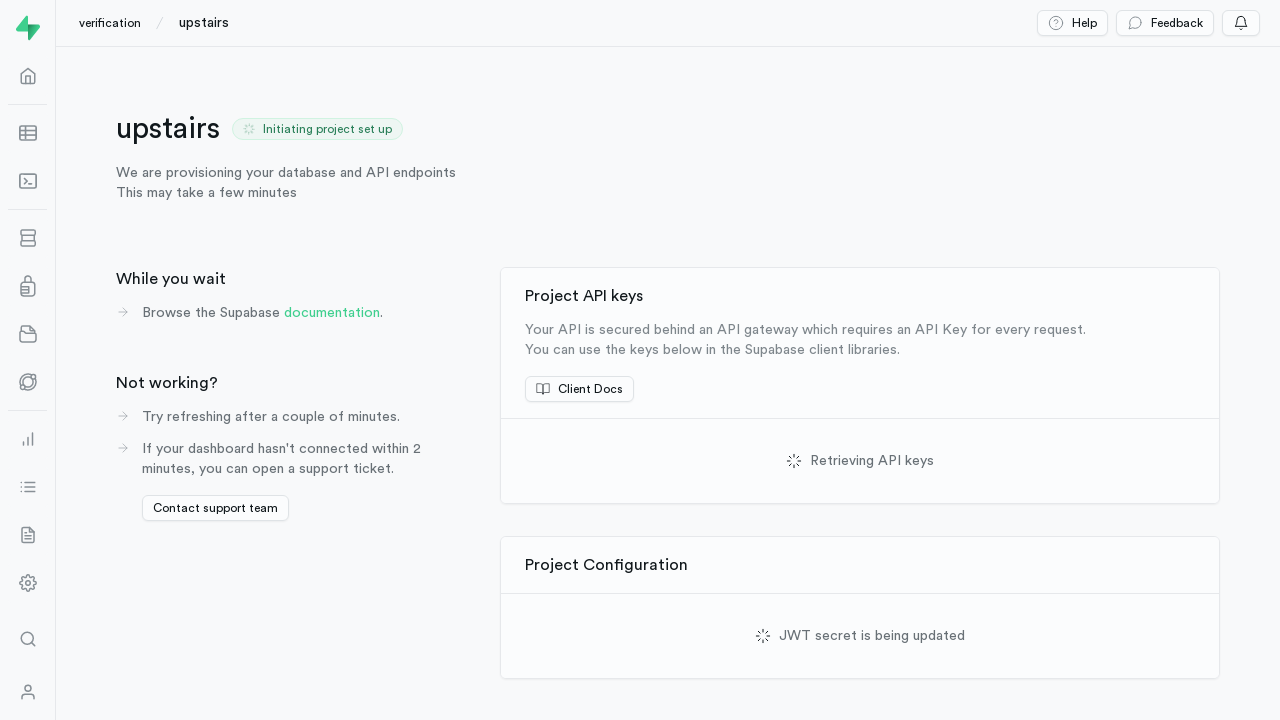 verification / upstairs
Help
Feedback
upstairs
Initiating project set up
We are provisioning your database and API endpoints
This may take a few minutes
While you wait
Browse the Supabase documentation.
Not working?
Try refreshing after a couple of minutes.
If your dashboard hasn't connected within 2
minutes, you can open a support ticket.
Contact support team
Project API keys
Your API is secured behind an API gateway which requires an API Key for every request.
You can use the keys below in the Supabase client libraries.
Client Docs
Retrieving API keys
Project Configuration
JWT secret is being updated